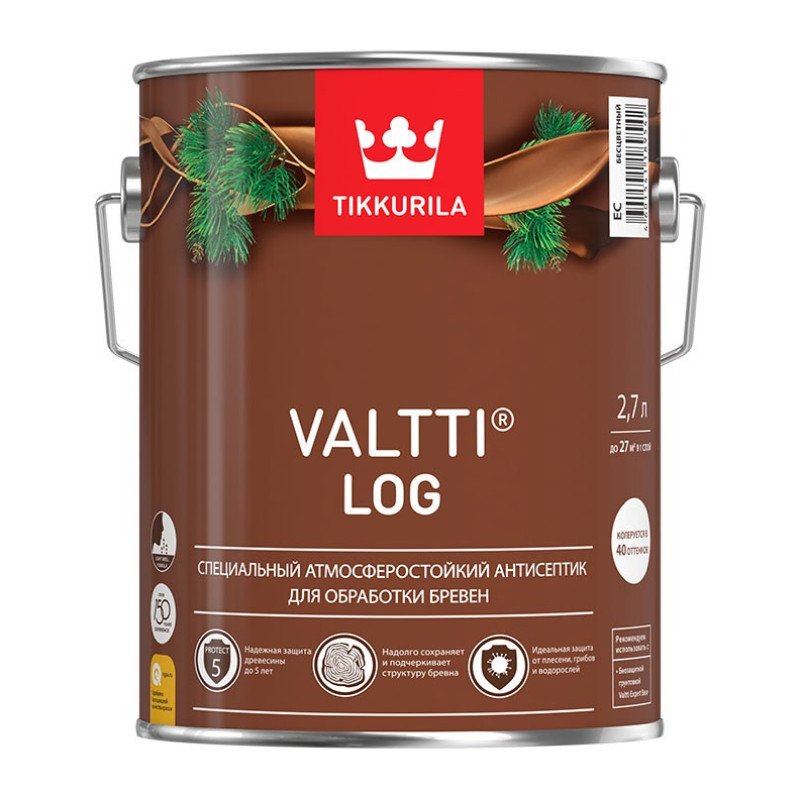 TIKKURILA
EC
БЕСЦВЕТНЫЙ
VALTTI®
LOG
2,7 л
до 27 м² в 1 слой
КОЛЕРУЕТСЯ В
40 ОТТЕНКОВ
СПЕЦИАЛЬНЫЙ АТМОСФЕРОСТОЙКИЙ АНТИСЕПТИК
ДЛЯ ОБРАБОТКИ БРЕВЕН
PROTECT
5
Надежная защита
древесины
до 5 лет
Надолго сохраняет
и подчеркивает
структуру бревна
Идеальная защита
от плесени, грибов
и водорослей
Рекомендуем
использовать с:
• Биозащитной
грунтовкой
Valtti Expert Base